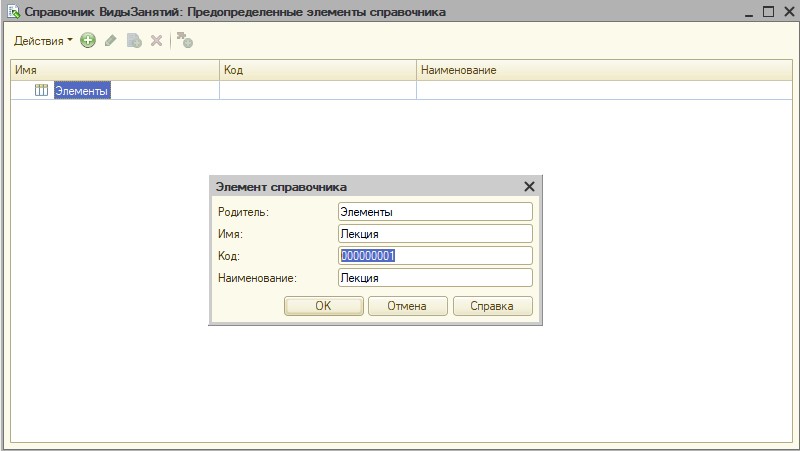 Справочник ВидыЗанятий: Предопределенные элементы справочника
Действия
Имя Код Наименование
Элементы
Элемент справочника
Родитель: Элементы
Имя: Лекция
Код: 000000001
Наименование: Лекция
OK Отмена Справка